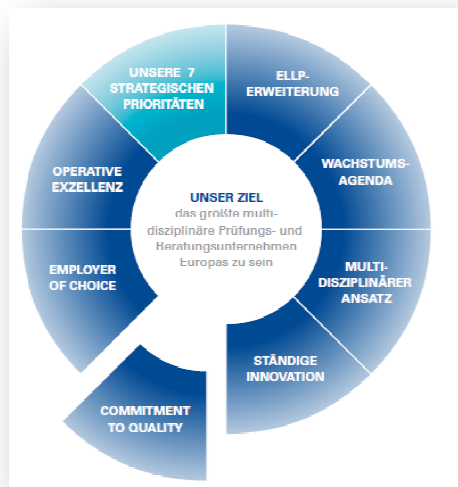 UNSERE 7
STRATEGISCHEN
PRIORITÄTEN
ELLP-
ERWEITERUNG
WACHSTUMS-
AGENDA
MULTI-
DISZIPLINÄRER
ANSATZ
STÄNDIGE
INNOVATION
COMMITMENT
TO QUALITY
EMPLOYER
OF CHOICE
OPERATIVE
EXZELLENZ
UNSER ZIEL
das größte multi-
disziplinäre Prüfungs- und
Beratungsunternehmen
Europas zu sein